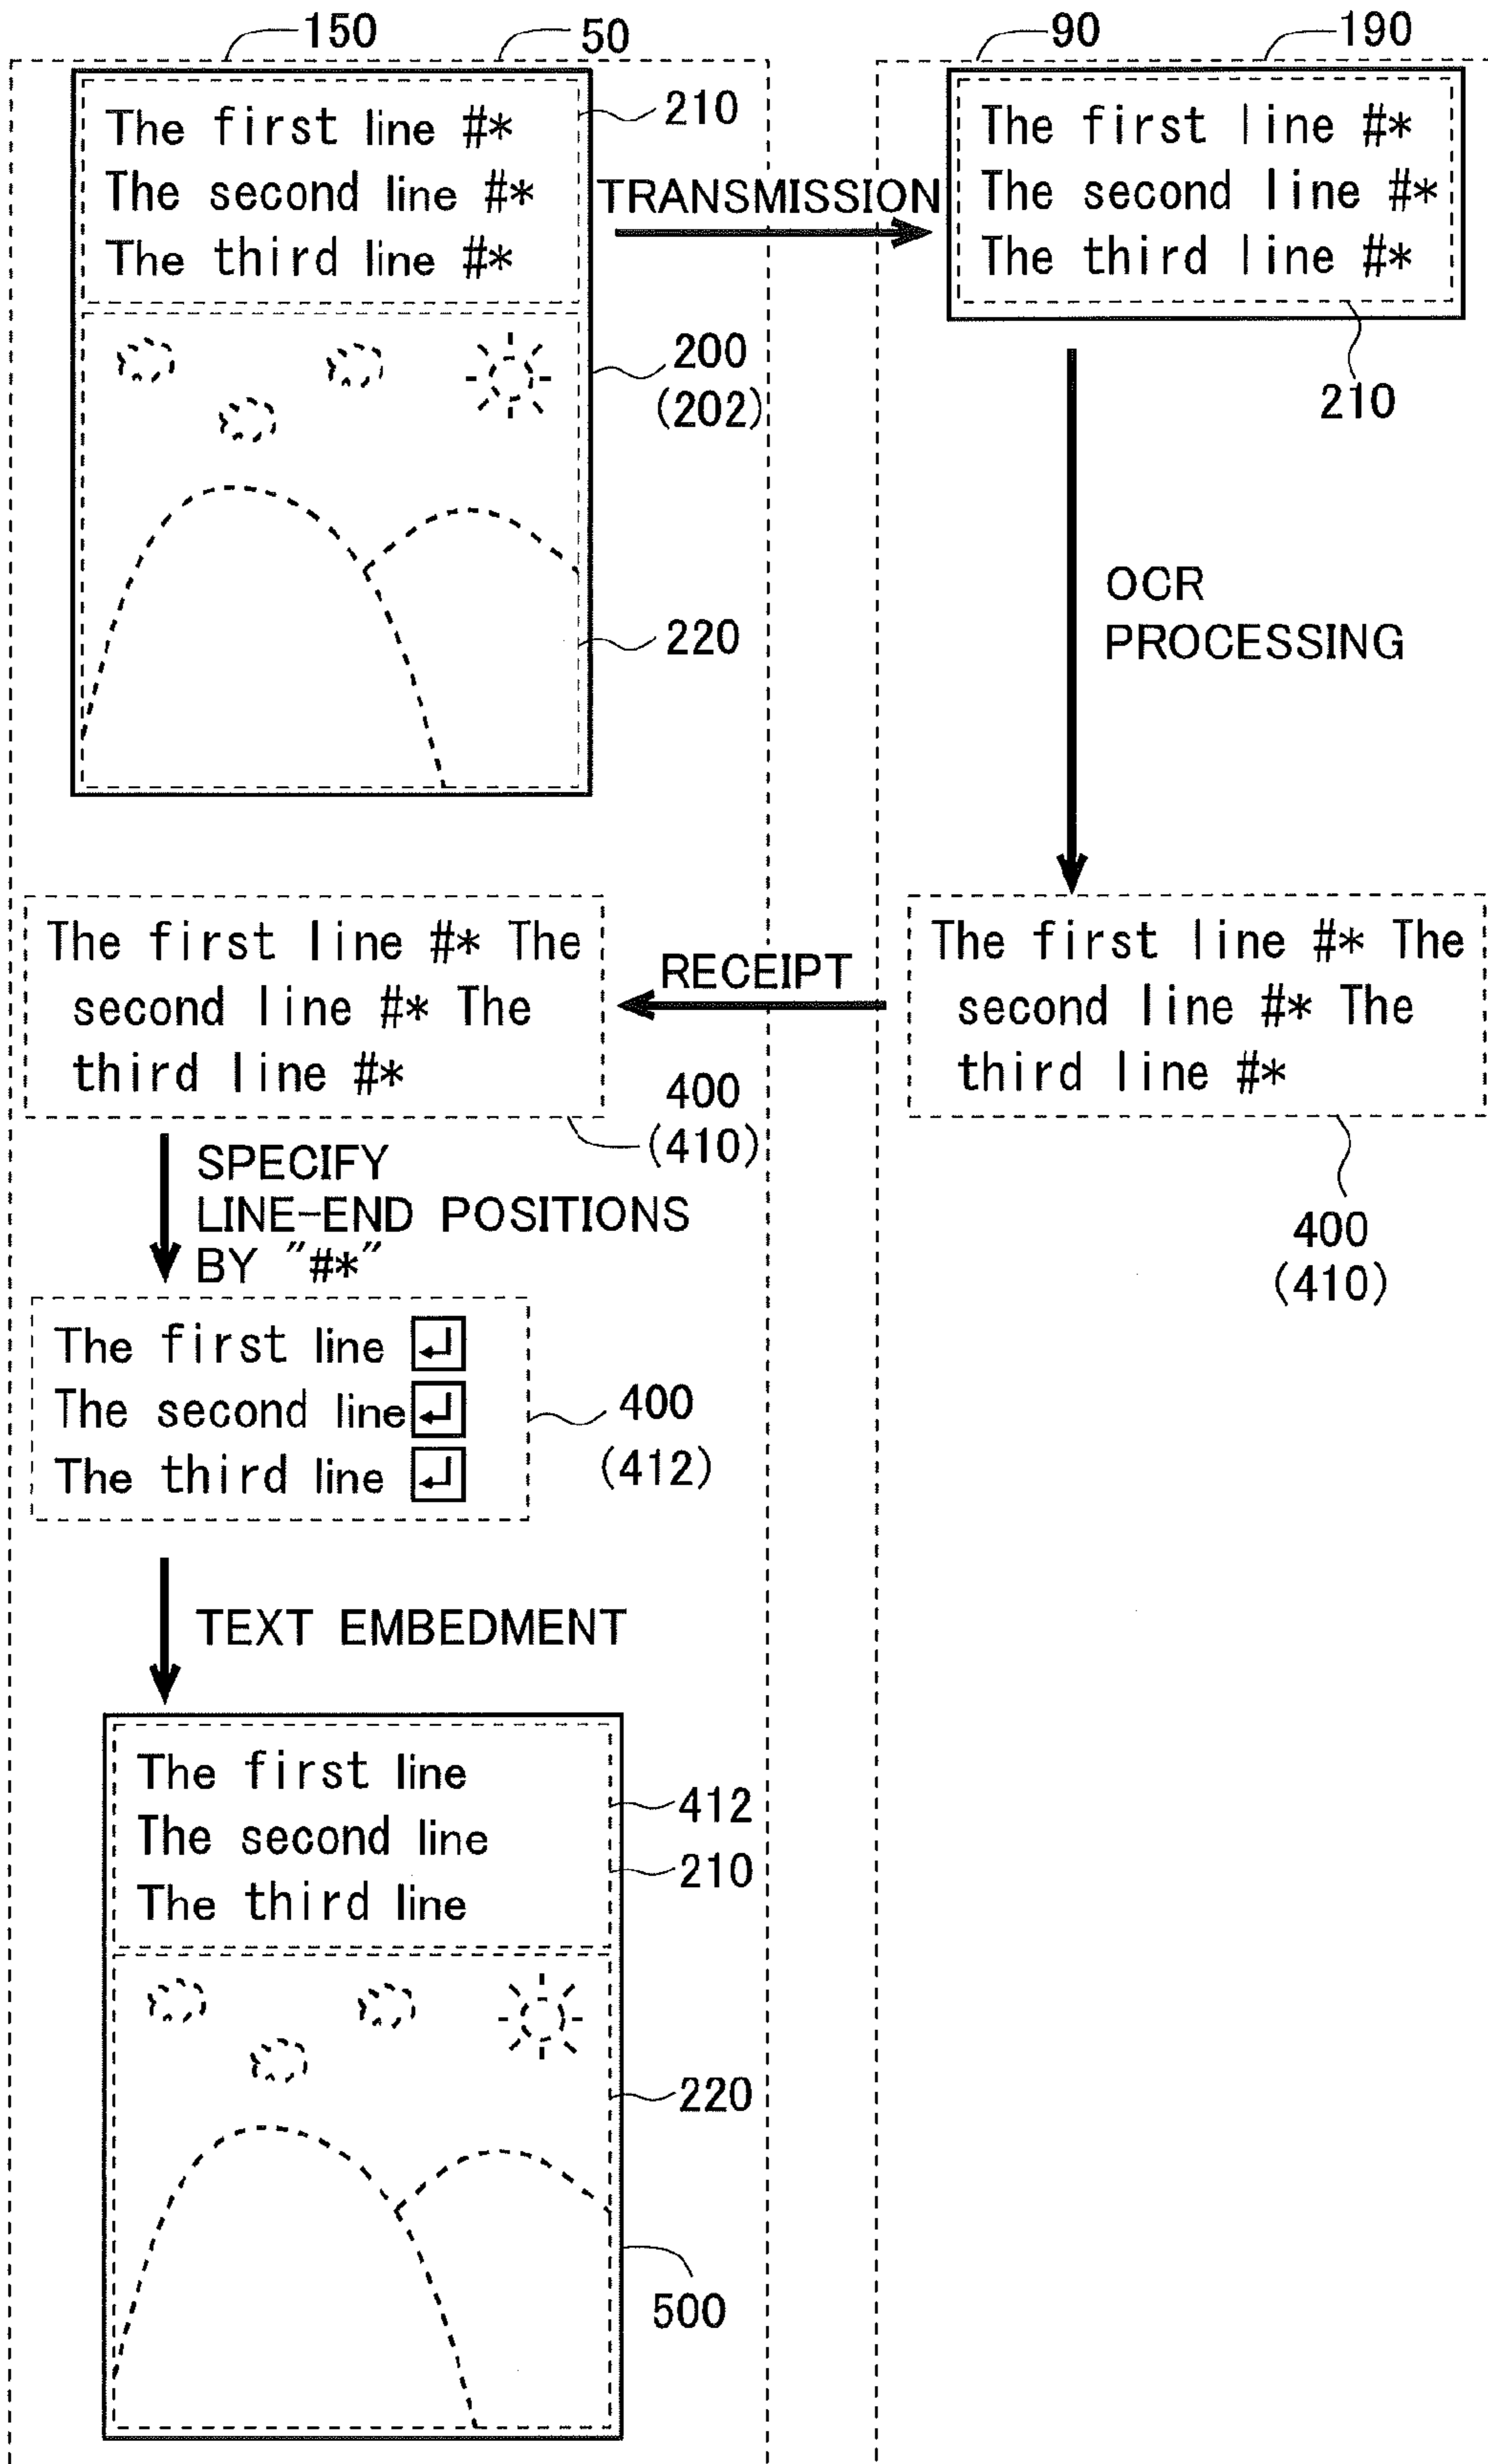 150
50
90
190
The first line #*
The second line #*
The third line #*
210
TRANSMISSION
The first line #*
The second line #*
The third line #*
210
200
(202)
220
OCR
PROCESSING
The first line #* The
second line #* The
third line #*
400
(410)
RECEIPT
The first line #* The
second line #* The
third line #*
400
(410)
SPECIFY
LINE-END POSITIONS
BY "#*"
The first line ↵
The second line ↵
The third line ↵
400
(412)
TEXT EMBEDMENT
The first line
The second line
The third line
412
210
220
500